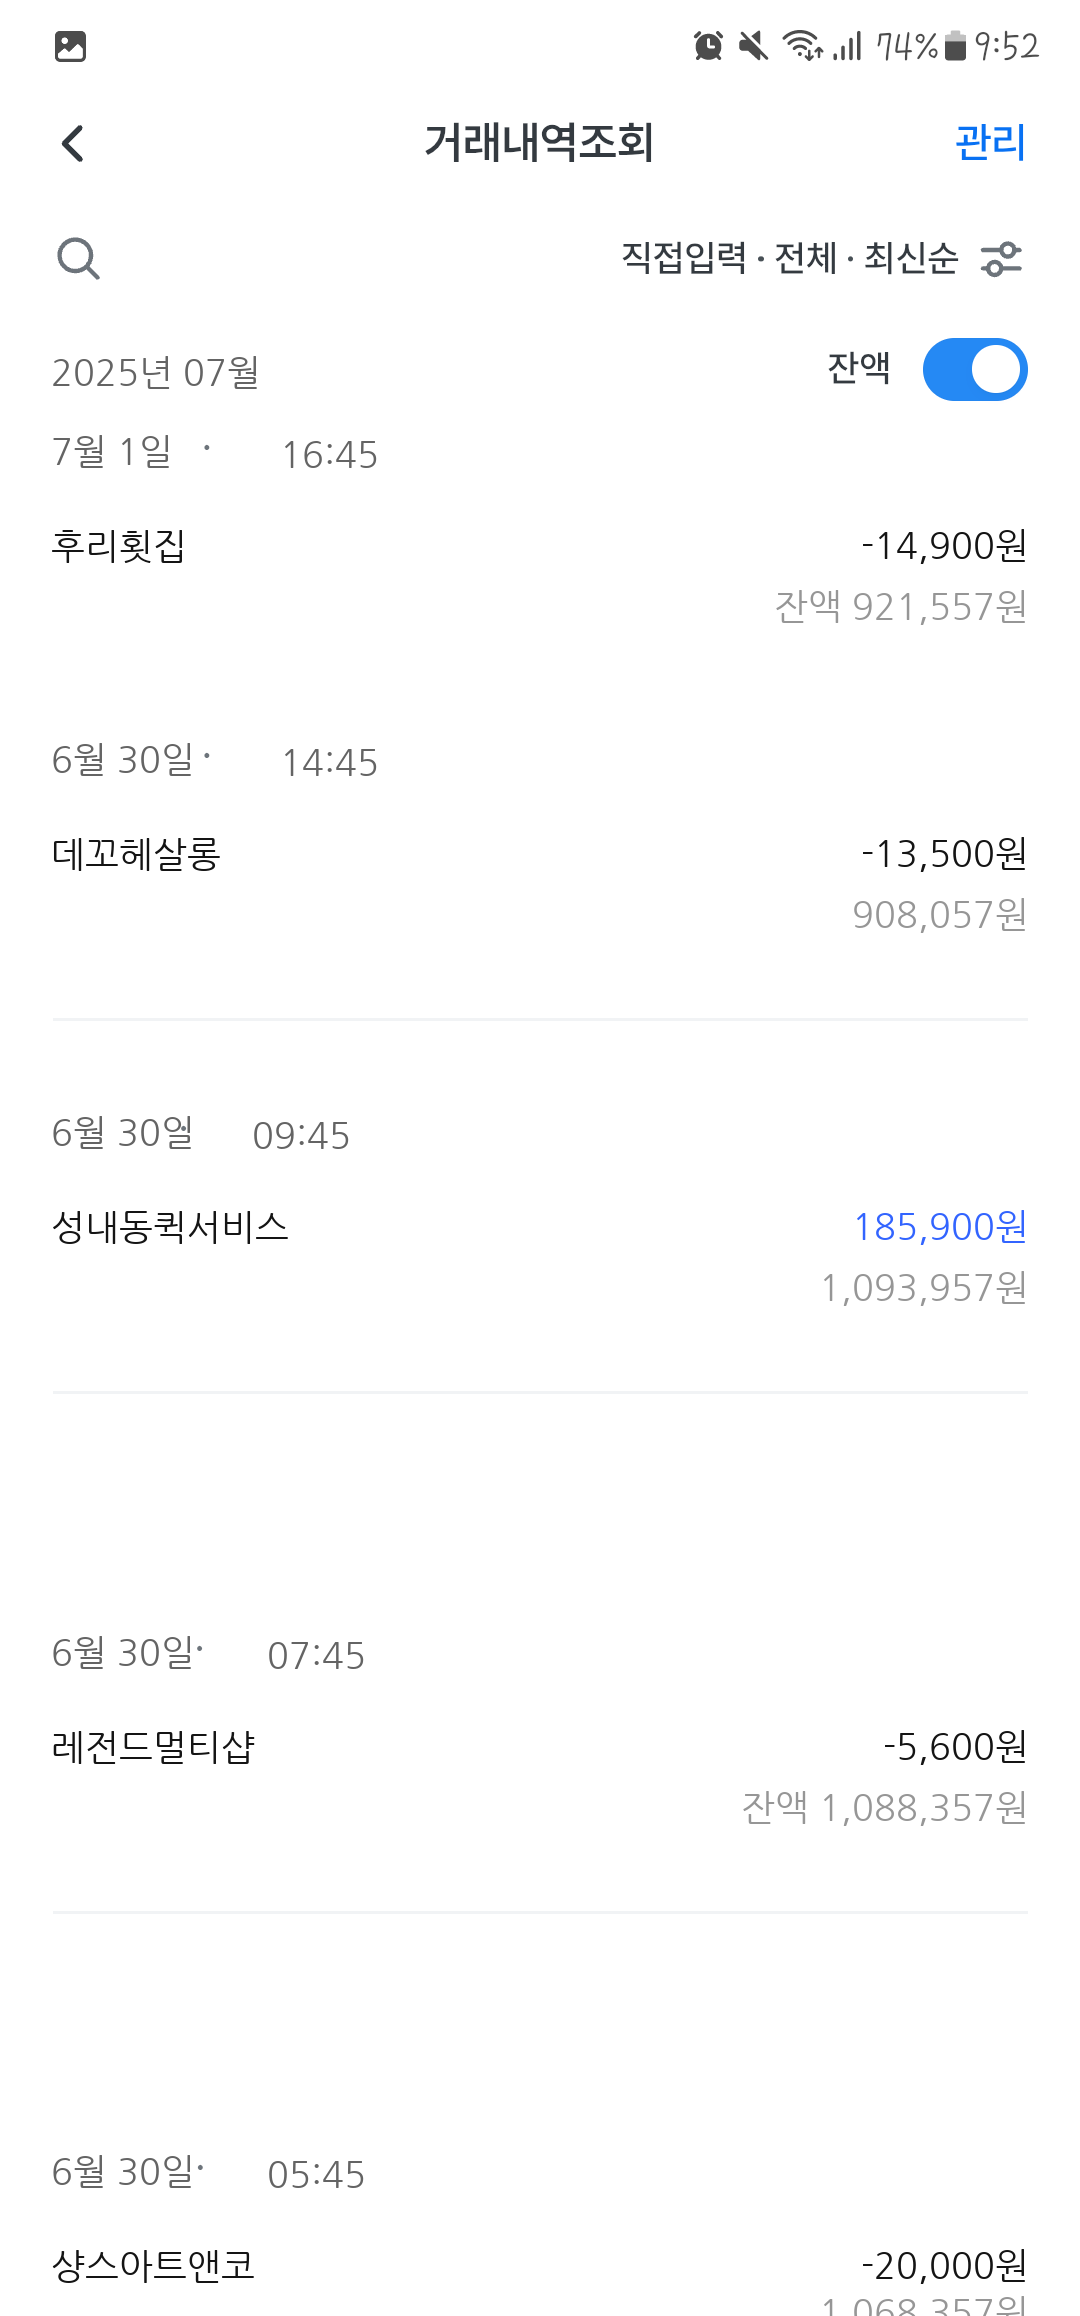 74% 9:52
거래내역조회 관리
직접입력 · 전체 · 최신순
2025년 07월 잔액
7월 1일 · 16:45
후리횟집 -14,900원
잔액 921,557원
6월 30일 · 14:45
데꼬헤살롱 -13,500원
908,057원
6월 30일 09:45
성내동퀵서비스 185,900원
1,093,957원
6월 30일· 07:45
레전드멀티샵 -5,600원
잔액 1,088,357원
6월 30일· 05:45
샹스아트앤코 -20,000원
1,068,357원